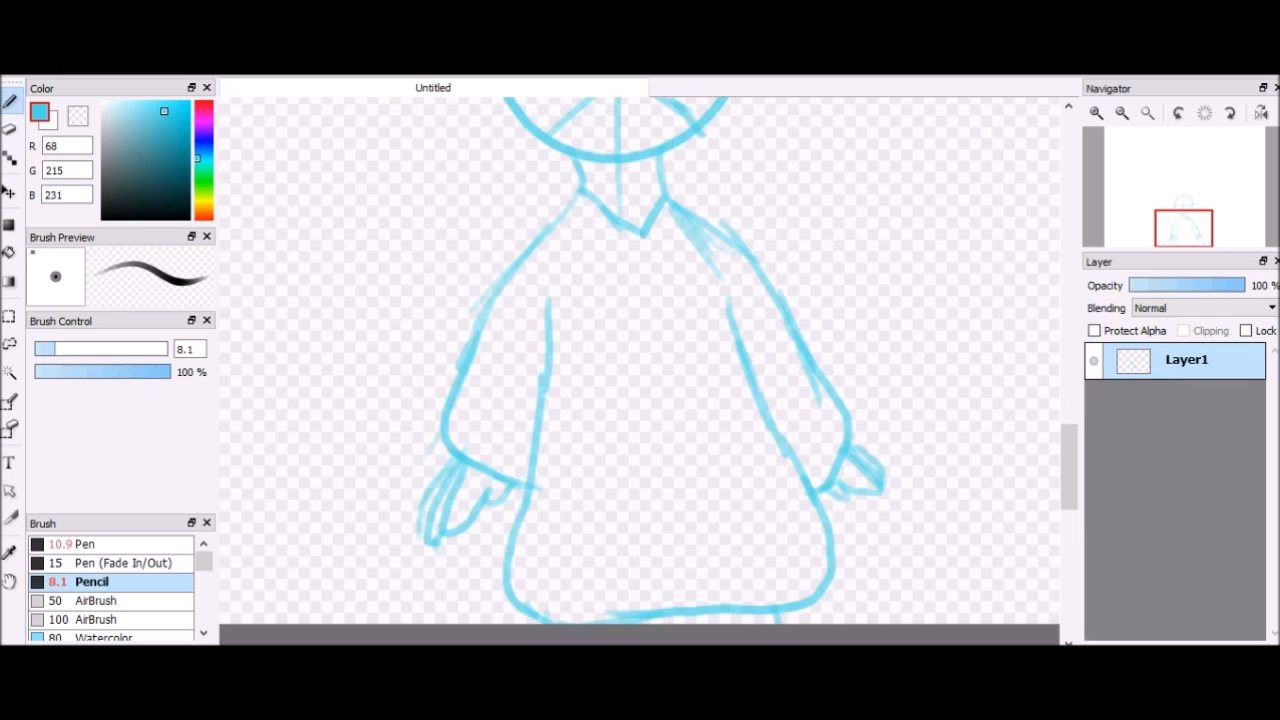 Color
Untitled
Navigator
R 68
G 215
B 231
Brush Preview
*
Layer
Opacity 100 %
Blending Normal
Brush Control
Protect Alpha Clipping Lock
8.1
Layer1
100 %
Brush
10.9 Pen
15 Pen (Fade In/Out)
8.1 Pencil
50 AirBrush
100 AirBrush
80 Watercolor
T